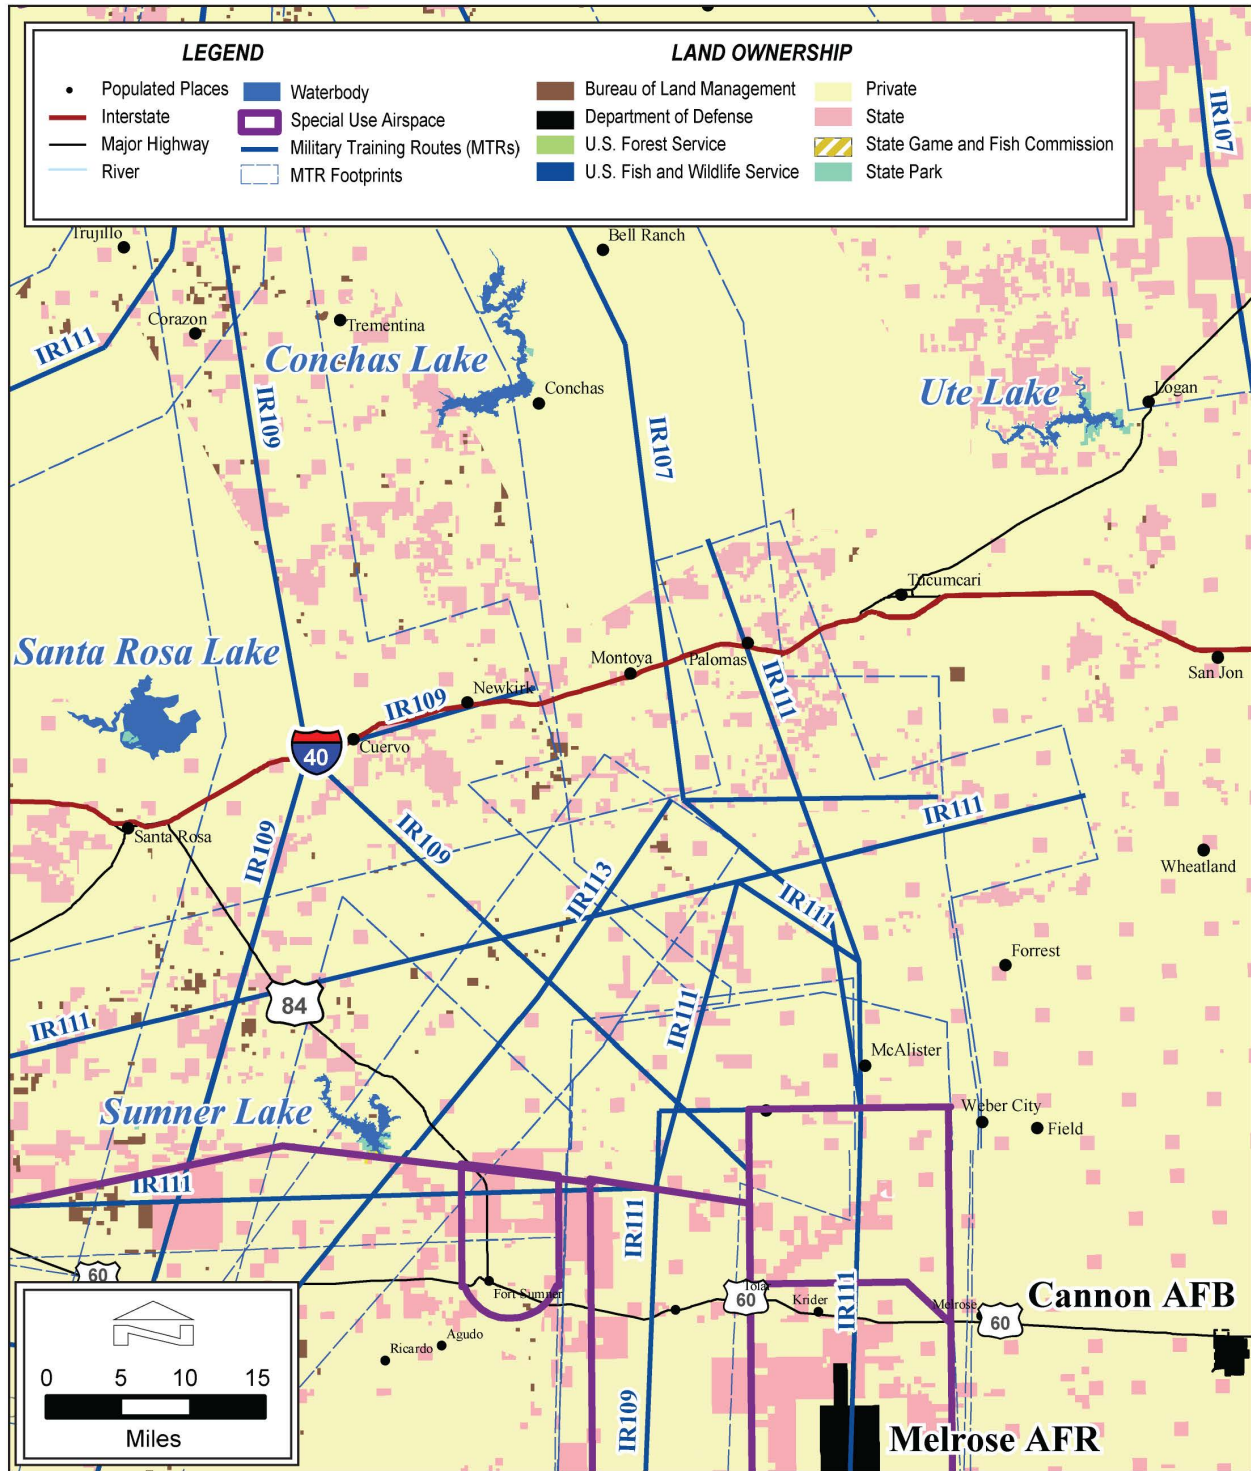 LEGEND
Populated Places
Interstate
Major Highway
River
Waterbody
Special Use Airspace
Military Training Routes (MTRs)
MTR Footprints
LAND OWNERSHIP
Bureau of Land Management
Department of Defense
U.S. Forest Service
U.S. Fish and Wildlife Service
Private
State
State Game and Fish Commission
State Park
IR107
Trujillo
Bell Ranch
Corazon
Trementina
IR111
Conchas Lake
Ute Lake
Conchas
Logan
IR109
IR107
Tucumcari
Santa Rosa Lake
Montoya
Palomas
San Jon
IR111
Newkirk
IR109
Cuervo
40
Santa Rosa
IR109
IR109
IR111
Wheatland
IR113
IR111
Forrest
84
IR111
IR111
McAlister
Sumner Lake
Weber City
Field
IR111
IR111
60
Fort Sumner
Tolar
60
Krider
IR111
Melrose
60
Cannon AFB
Agudo
Ricardo
0 5 10 15
Miles
IR109
Melrose AFR